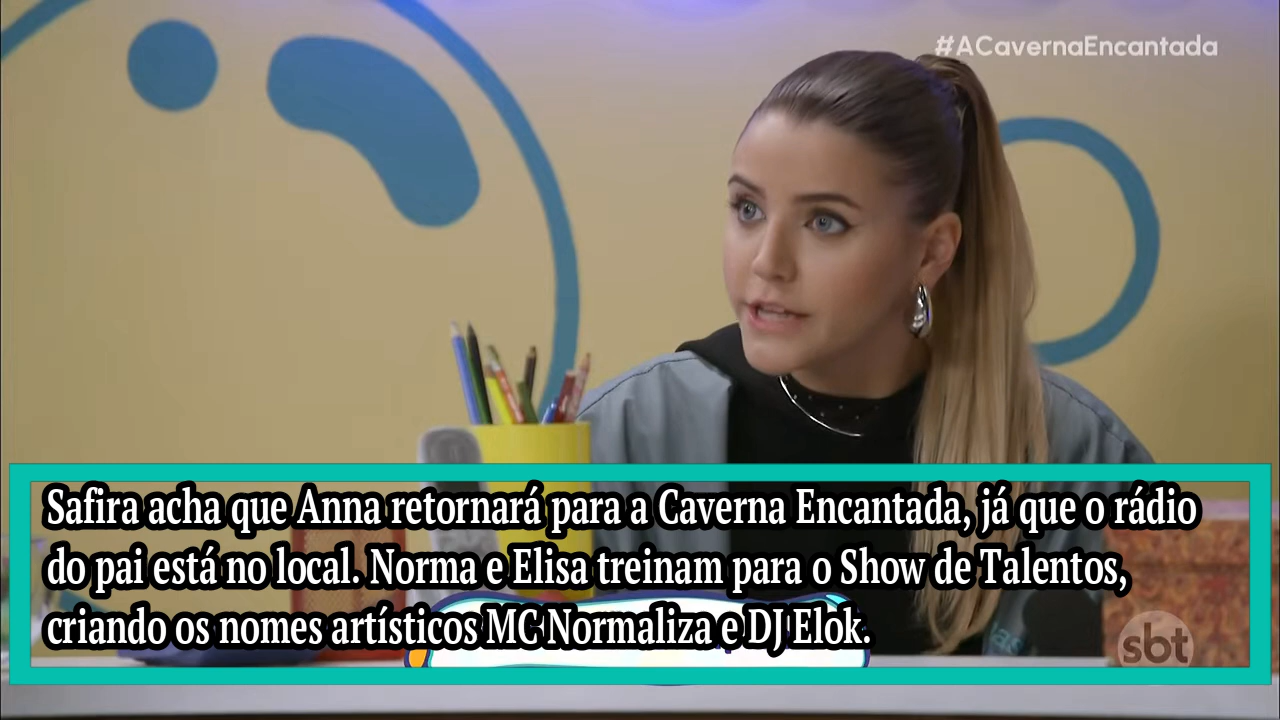 #ACavernaEncantada
Safira acha que Anna retornará para a Caverna Encantada, já que o rádio
do pai está no local. Norma e Elisa treinam para o Show de Talentos,
criando os nomes artísticos MC Normaliza e DJ Elok.
sbt